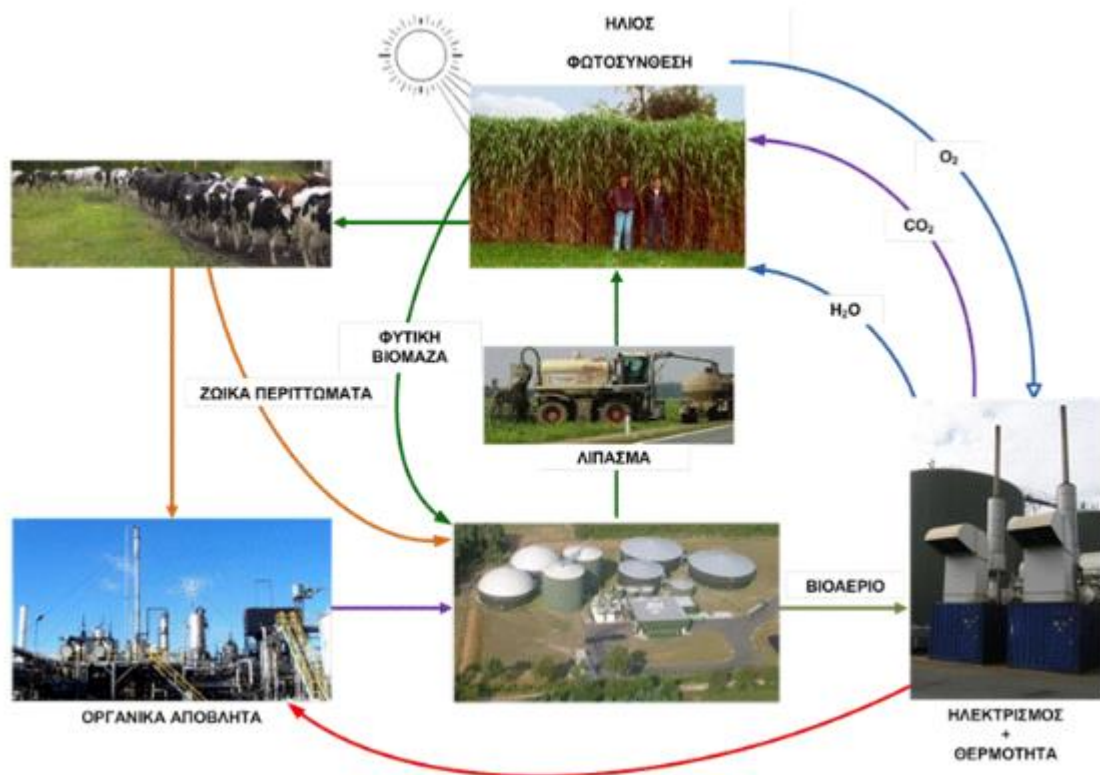 ΗΛΙΟΣ
ΦΩΤΟΣΥΝΘΕΣΗ
O₂
CO₂
H₂O
ΦΥΤΙΚΗ
ΒΙΟΜΑΖΑ
ΖΩΙΚΑ ΠΕΡΙΤΤΩΜΑΤΑ
ΛΙΠΑΣΜΑ
ΒΙΟΑΕΡΙΟ
ΟΡΓΑΝΙΚΑ ΑΠΟΒΛΗΤΑ
ΗΛΕΚΤΡΙΣΜΟΣ
+
ΘΕΡΜΟΤΗΤΑ